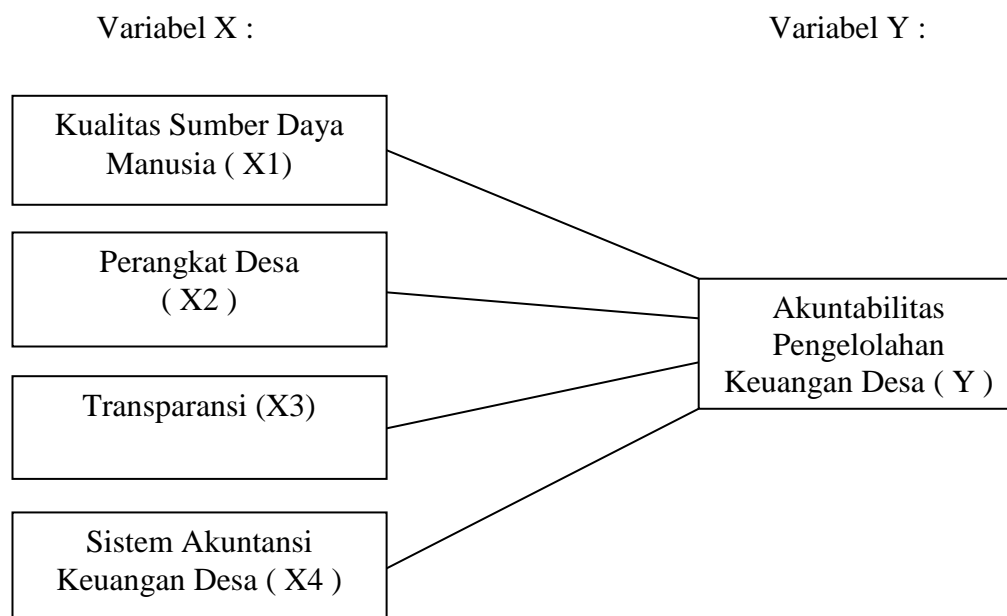 Variabel X :
Variabel Y :
Kualitas Sumber Daya
Manusia ( X1)
Perangkat Desa
( X2 )
Transparansi (X3)
Sistem Akuntansi
Keuangan Desa ( X4 )
Akuntabilitas
Pengelolahan
Keuangan Desa ( Y )